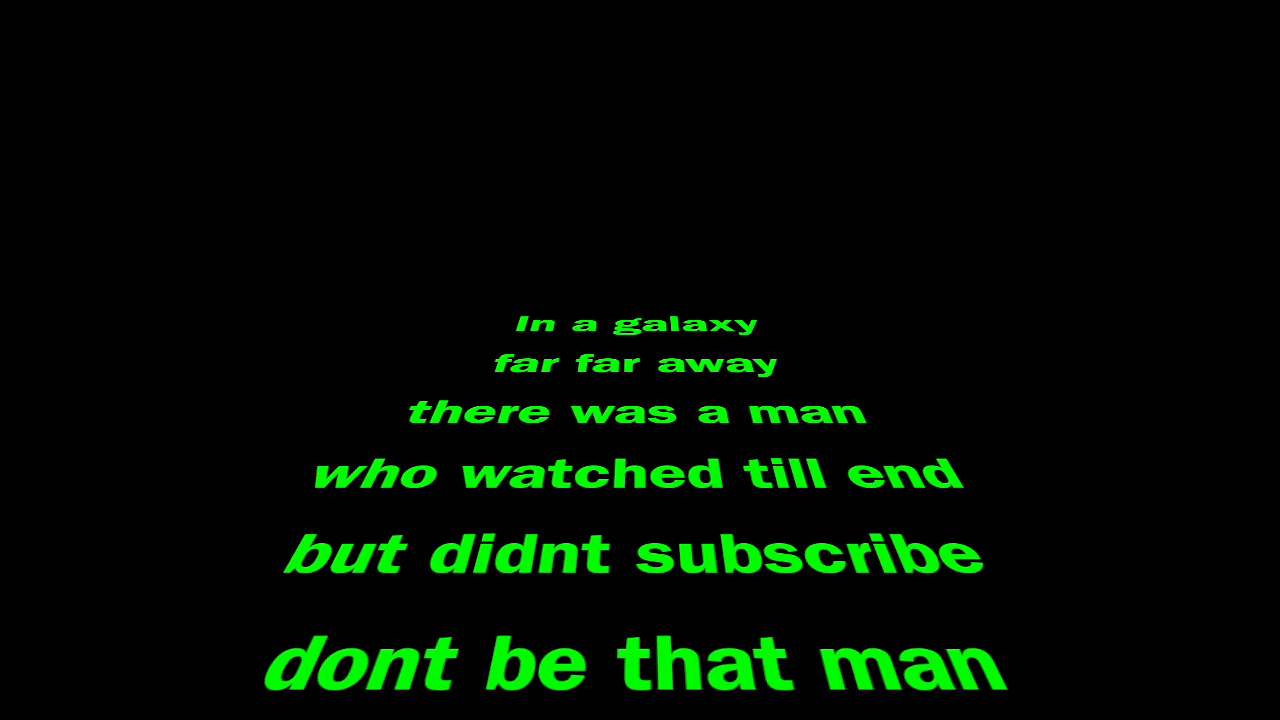 In a galaxy
far far away
there was a man
who watched till end
but didnt subscribe
dont be that man